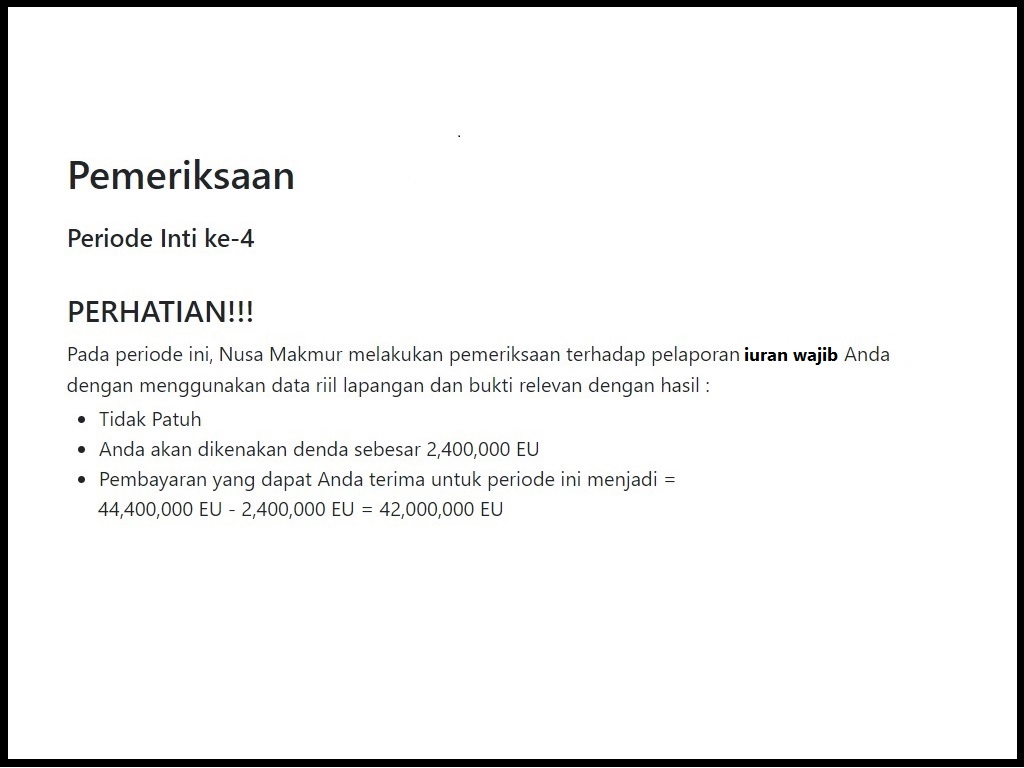 Pemeriksaan
Periode Inti ke-4
PERHATIAN!!!
Pada periode ini, Nusa Makmur melakukan pemeriksaan terhadap pelaporan iuran wajib Anda
dengan menggunakan data riil lapangan dan bukti relevan dengan hasil :
• Tidak Patuh
• Anda akan dikenakan denda sebesar 2,400,000 EU
• Pembayaran yang dapat Anda terima untuk periode ini menjadi =
44,400,000 EU - 2,400,000 EU = 42,000,000 EU